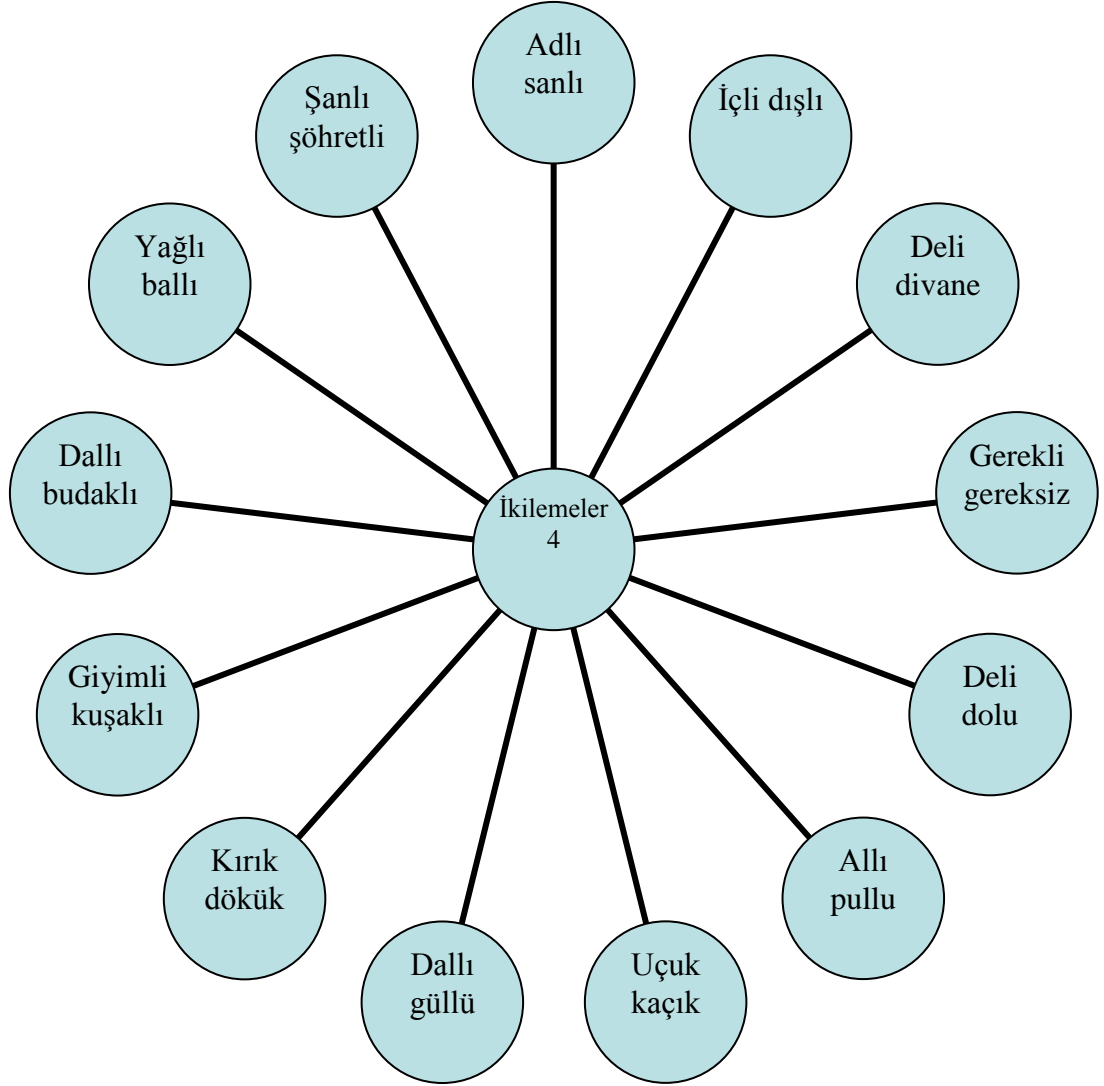 Adlı
sanlı
İçli dışlı
Deli
divane
Gerekli
gereksiz
Deli
dolu
Allı
pullu
Uçuk
kaçık
Dallı
güllü
Kırık
dökük
Giyimli
kuşaklı
Dallı
budaklı
Yağlı
ballı
Şanlı
şöhretli
İkilemeler
4